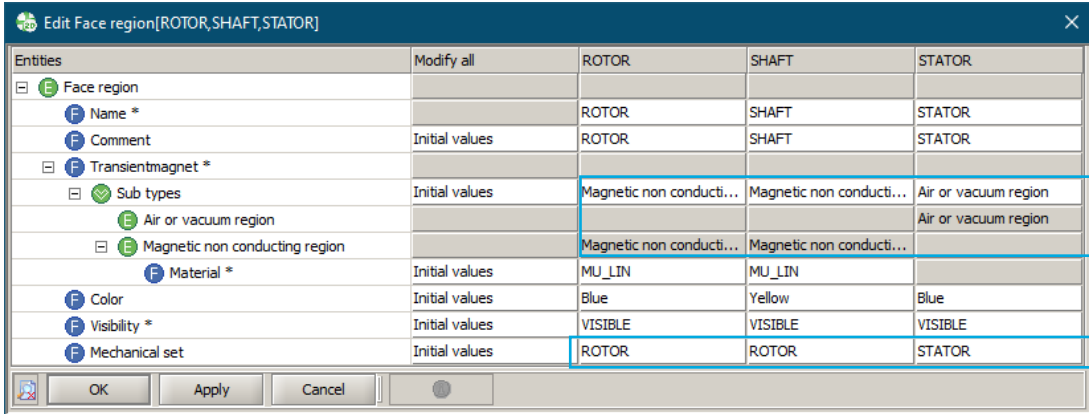 Edit Face region[ROTOR,SHAFT,STATOR]
Entities Modify all ROTOR SHAFT STATOR
Face region
Name * ROTOR SHAFT STATOR
Comment Initial values ROTOR SHAFT STATOR
Transientmagnet *
Sub types Initial values Magnetic non conducti... Magnetic non conducti... Air or vacuum region
Air or vacuum region Air or vacuum region
Magnetic non conducting region Magnetic non conducti... Magnetic non conducti...
Material * Initial values MU_LIN MU_LIN
Color Initial values Blue Yellow Blue
Visibility * Initial values VISIBLE VISIBLE VISIBLE
Mechanical set Initial values ROTOR ROTOR STATOR
OK Apply Cancel